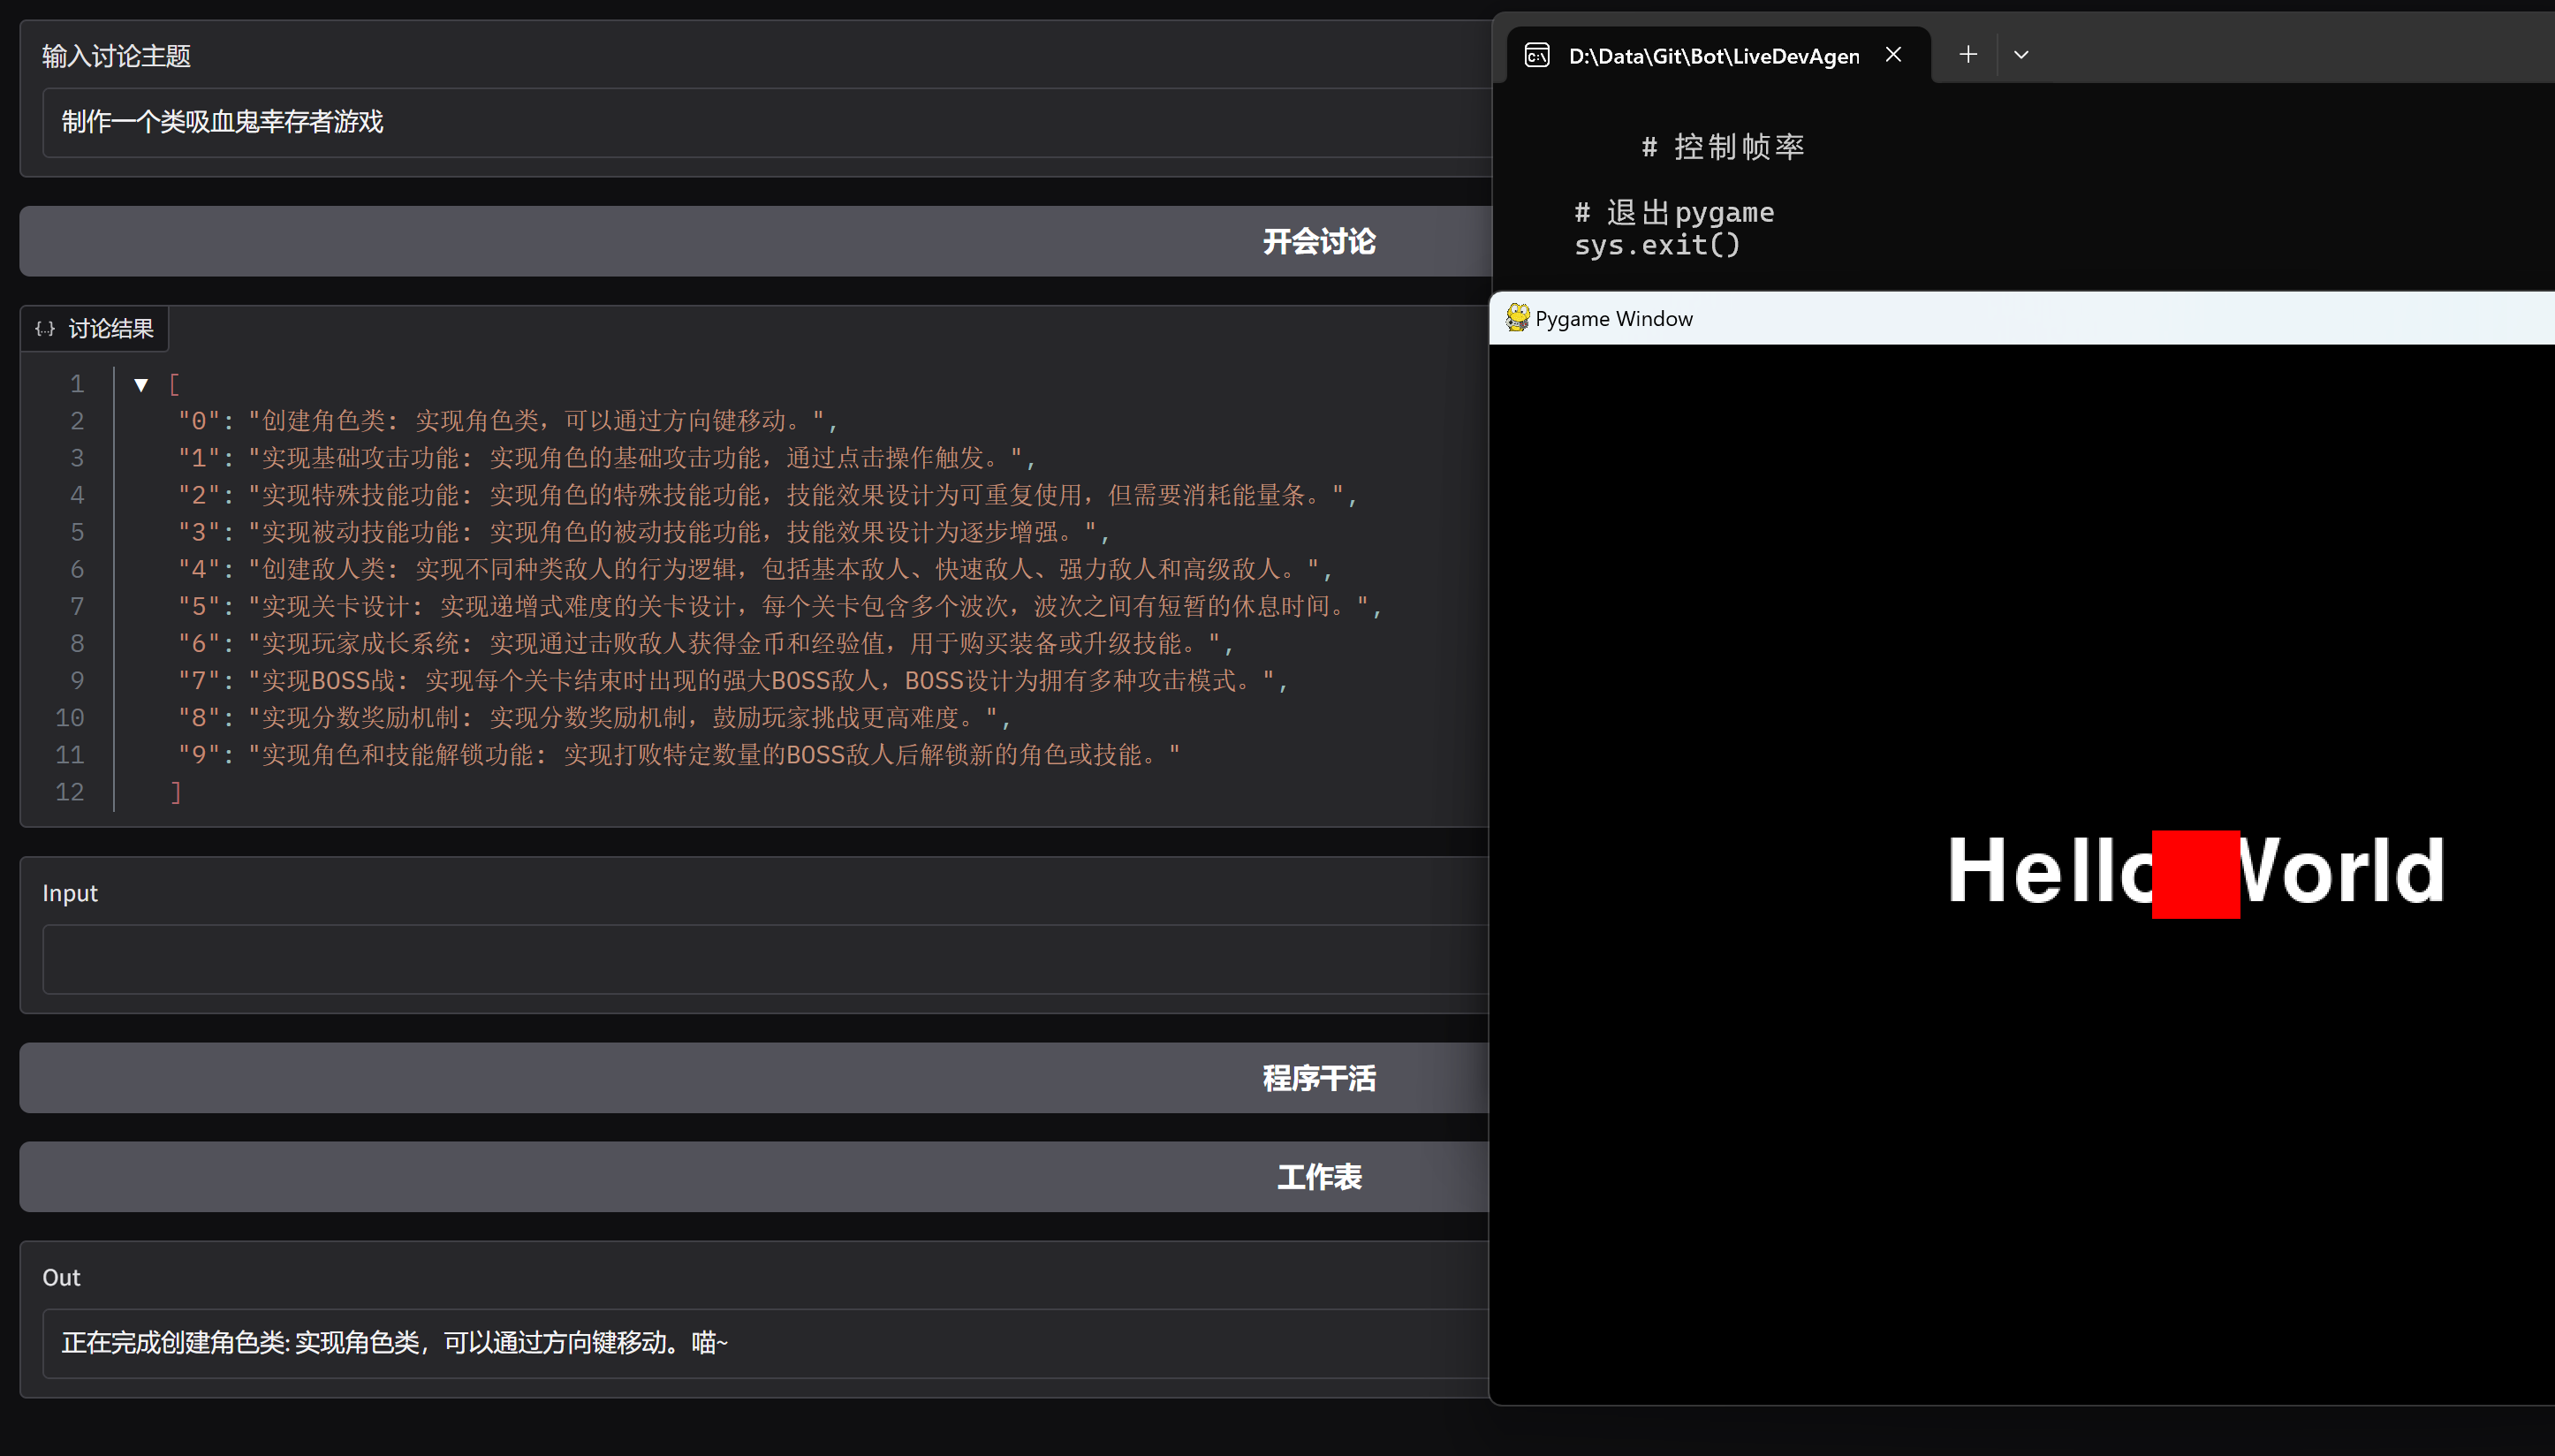 输入讨论主题
制作一个类吸血鬼幸存者游戏
开会讨论
讨论结果
1 [
2 "0": "创建角色类: 实现角色类，可以通过方向键移动。",
3 "1": "实现基础攻击功能: 实现角色的基础攻击功能，通过点击操作触发。",
4 "2": "实现特殊技能功能: 实现角色的特殊技能功能，技能效果设计为可重复使用，但需要消耗能量条。",
5 "3": "实现被动技能功能: 实现角色的被动技能功能，技能效果设计为逐步增强。",
6 "4": "创建敌人类: 实现不同种类敌人的行为逻辑，包括基本敌人、快速敌人、强力敌人和高级敌人。",
7 "5": "实现关卡设计: 实现递增式难度的关卡设计，每个关卡包含多个波次，波次之间有短暂的休息时间。",
8 "6": "实现玩家成长系统: 实现通过击败敌人获得金币和经验值，用于购买装备或升级技能。",
9 "7": "实现BOSS战: 实现每个关卡结束时出现的强大BOSS敌人，BOSS设计为拥有多种攻击模式。",
10 "8": "实现分数奖励机制: 实现分数奖励机制，鼓励玩家挑战更高难度。",
11 "9": "实现角色和技能解锁功能: 实现打败特定数量的BOSS敌人后解锁新的角色或技能。"
12 ]
Input
程序干活
工作表
Out
正在完成创建角色类: 实现角色类，可以通过方向键移动。喵~
D:\Data\Git\Bot\LiveDevAgen
# 控制帧率
# 退出pygame
sys.exit()
Pygame Window
Hello World